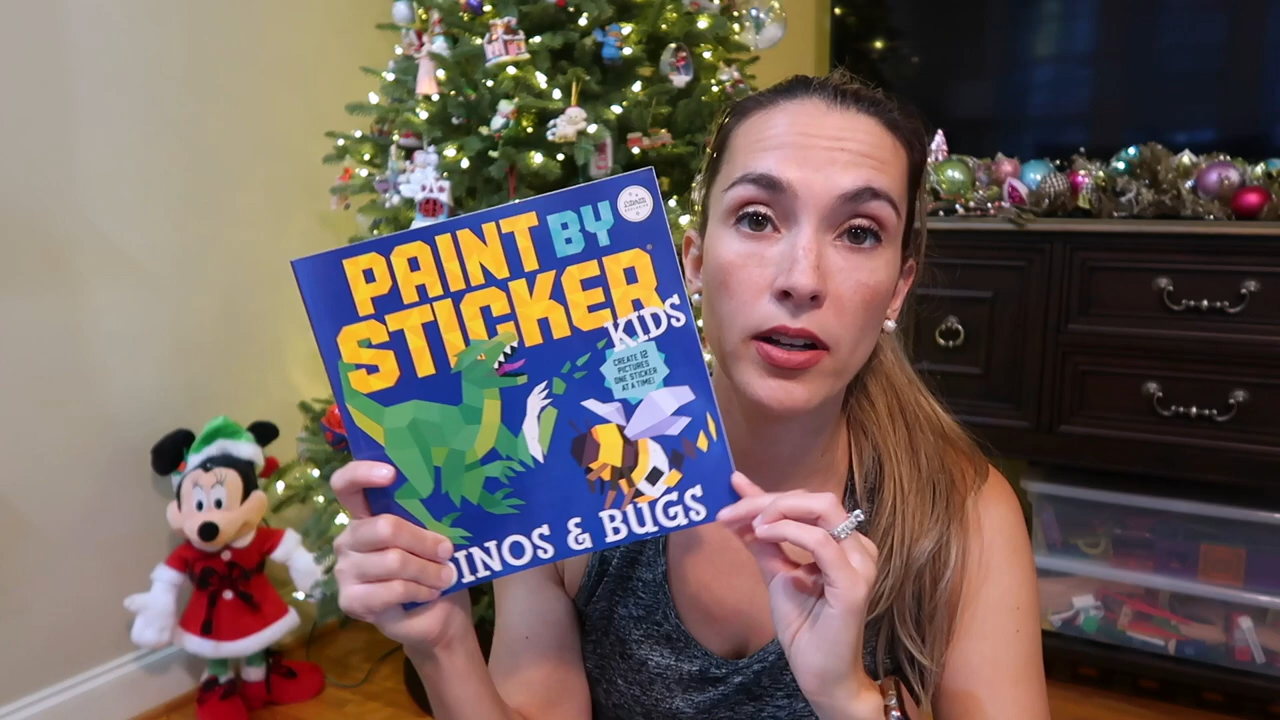 PAINT BY
STICKER
KIDS
CREATE 12
PICTURES
ONE STICKER
AT A TIME!
DINOS & BUGS